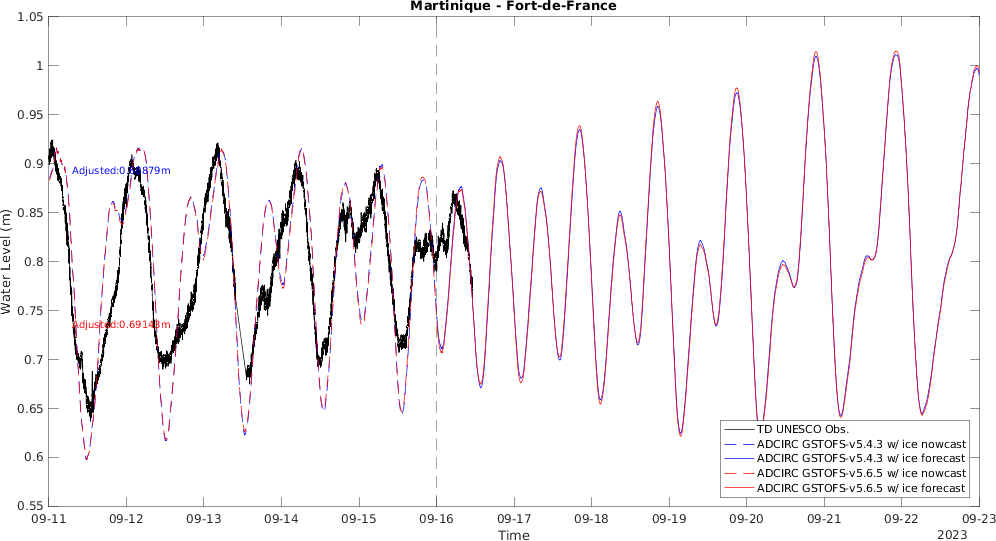 Martinique - Fort-de-France
1.05
1
0.95
0.9
0.85
0.8
0.75
0.7
0.65
0.6
0.55
Water Level (m)
Adjusted:0.69143m
TD UNESCO Obs.
ADCIRC GSTOFS-v5.4.3 w/ ice nowcast
ADCIRC GSTOFS-v5.4.3 w/ ice forecast
ADCIRC GSTOFS-v5.6.5 w/ ice nowcast
ADCIRC GSTOFS-v5.6.5 w/ ice forecast
09-11 09-12 09-13 09-14 09-15 09-16 09-17 09-18 09-19 09-20 09-21 09-22 09-23
Time
2023